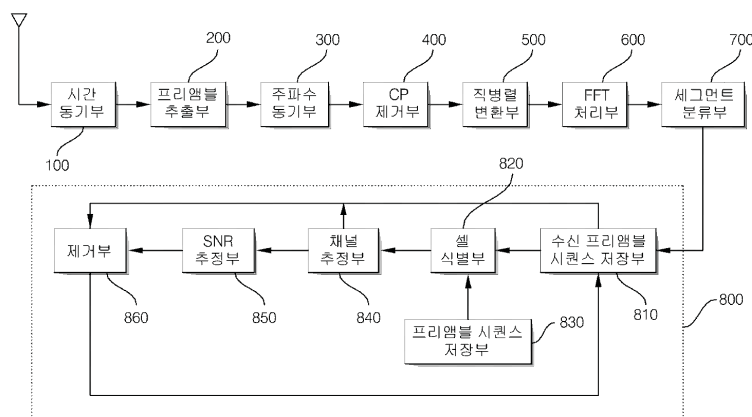 200
300
400
500
600
700
시간
동기부
프리앰블
추출부
주파수
동기부
CP
제거부
직병렬
변환부
FFT
처리부
세그먼트
분류부
100
820
제거부
SNR
추정부
채널
추정부
셀
식별부
수신 프리앰블
시퀀스 저장부
860
850
840
830
810
800
프리앰블 시퀀스
저장부